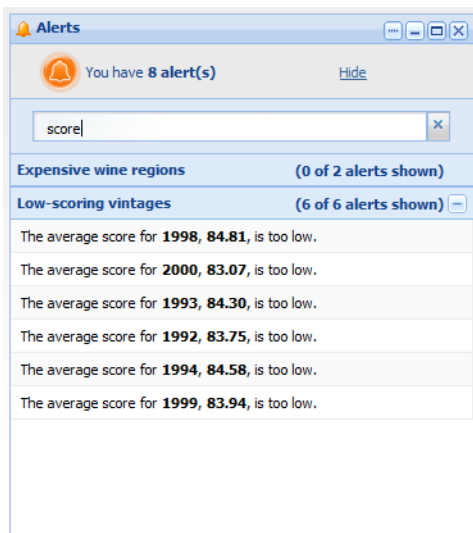 Alerts
You have 8 alert(s) Hide
score
Expensive wine regions (0 of 2 alerts shown)
Low-scoring vintages (6 of 6 alerts shown)
The average score for 1998, 84.81, is too low.
The average score for 2000, 83.07, is too low.
The average score for 1993, 84.30, is too low.
The average score for 1992, 83.75, is too low.
The average score for 1994, 84.58, is too low.
The average score for 1999, 83.94, is too low.